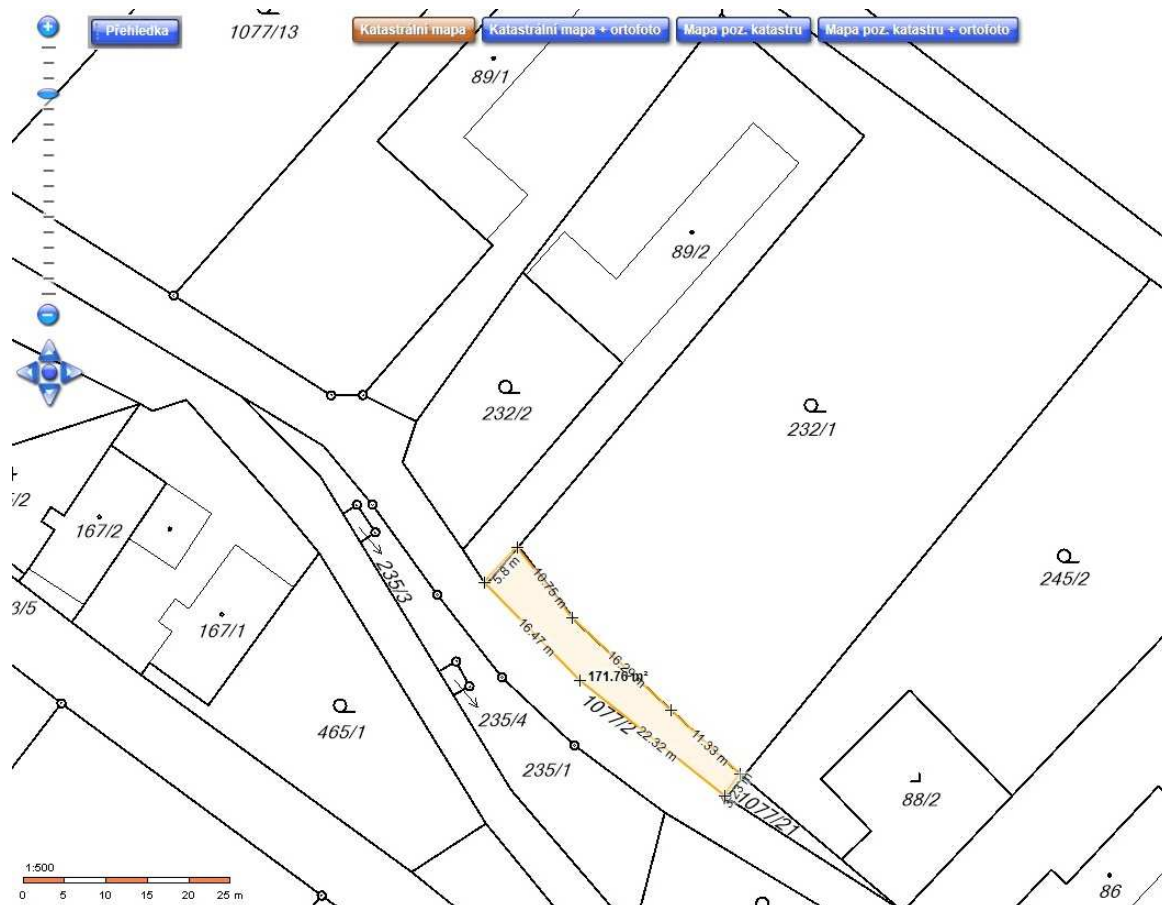 Přehledka
1077/13
Katastrální mapa
Katastrální mapa + ortofoto
Mapa poz. katastru
Mapa poz. katastru + ortofoto
89/1
89/2
232/2
232/1
167/2
235/3
245/2
3/5
167/1
5.8 m
10.75 m
16.47 m
16.29 m
171.76 m²
1077/2
22.32 m
11.33 m
465/1
235/4
235/1
1077/21
88/2
86
1:500
0 5 10 15 20 25 m